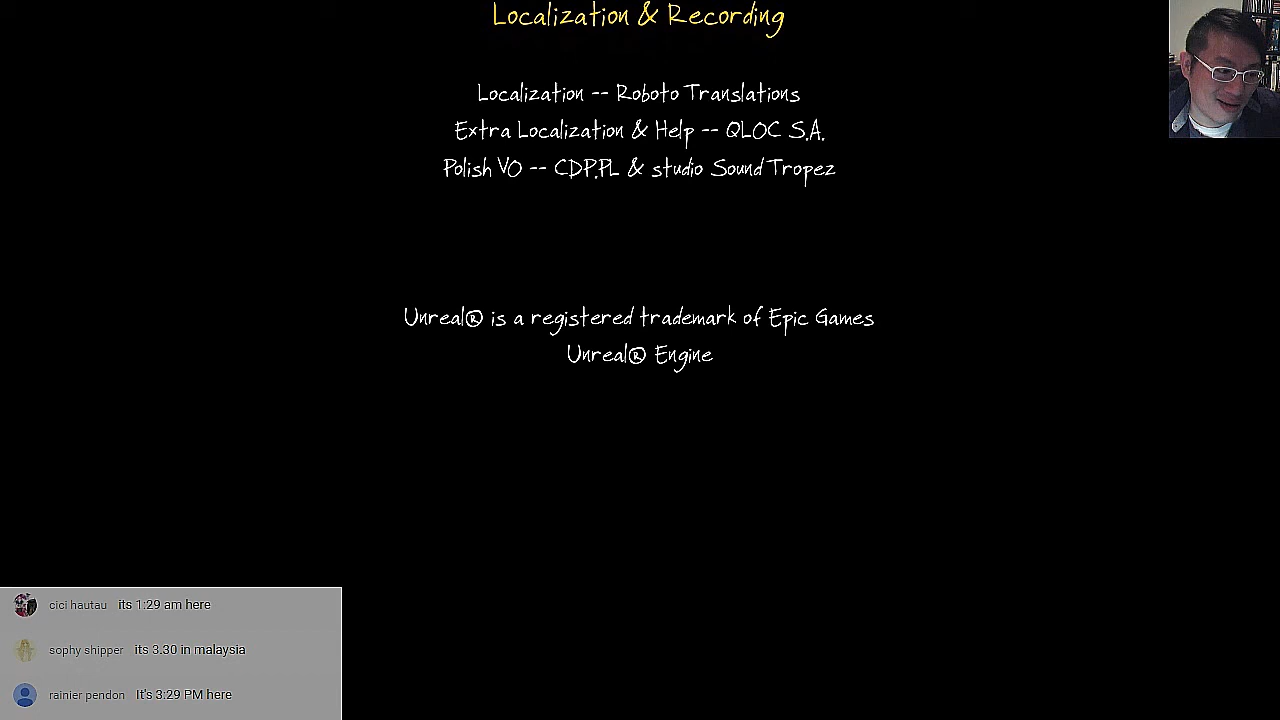 Localization & Recording
Localization -- Roboto Translations
Extra Localization & Help -- QLOC S.A.
Polish VO -- CDP.PL & studio Sound Tropez
Unreal® is a registered trademark of Epic Games
Unreal® Engine
cici hautau its 1:29 am here
sophy shipper its 3.30 in malaysia
rainier pendon It's 3:29 PM here